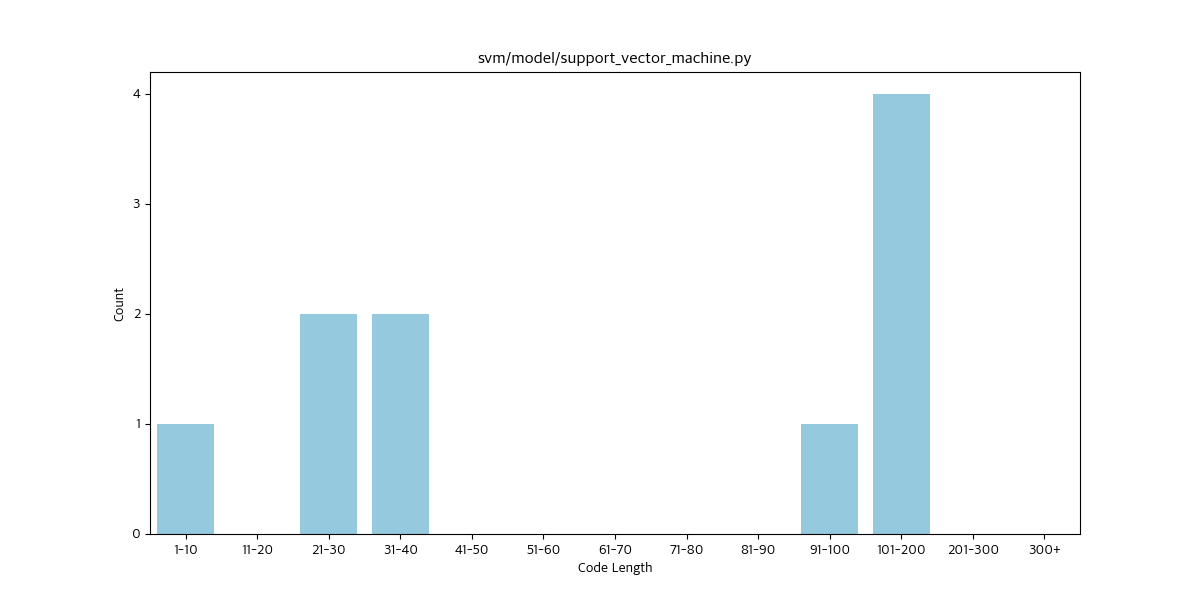 svm/model/support_vector_machine.py
Count
4
3
2
1
0
1-10 11-20 21-30 31-40 41-50 51-60 61-70 71-80 81-90 91-100 101-200 201-300 300+
Code Length